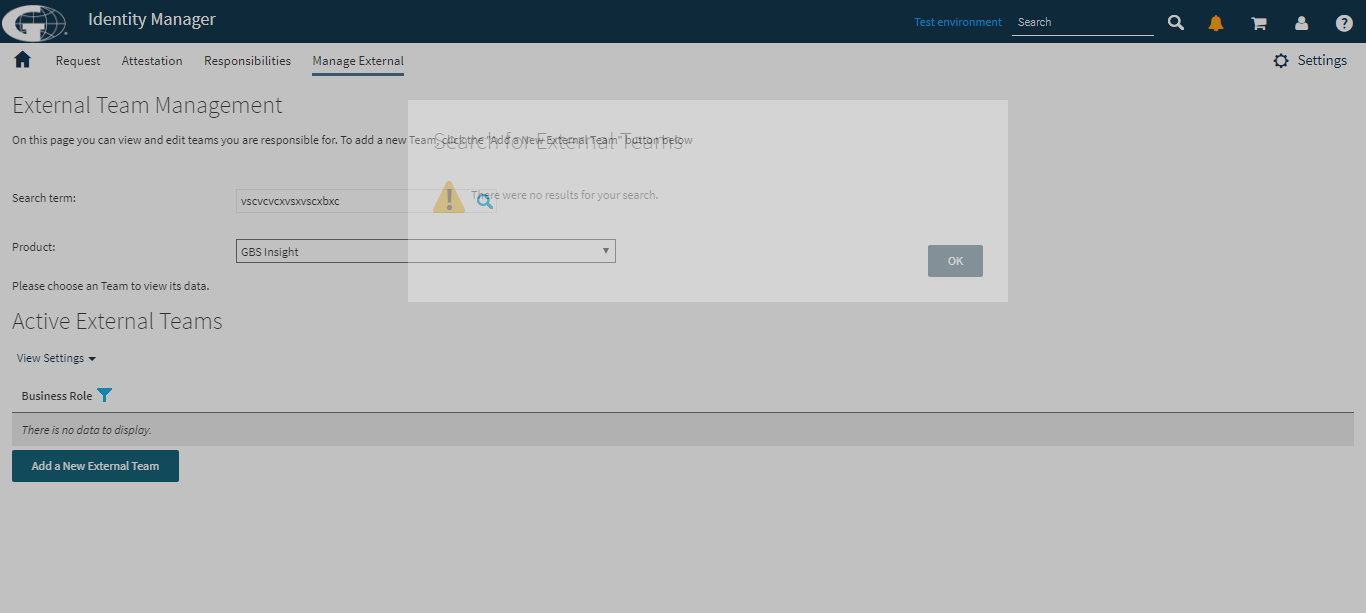 Identity Manager
Test environment
Search
Request Attestation Responsibilities Manage External
Settings
External Team Management
On this page you can view and edit teams you are responsible for. To add a new Team, click the "Add a New External Team" button below
Search for External Teams
There were no results for your search.
Search term:
vscvcvcxvsxvscxbxc
Product:
GBS Insight
OK
Please choose an Team to view its data.
Active External Teams
View Settings
Business Role
There is no data to display.
Add a New External Team